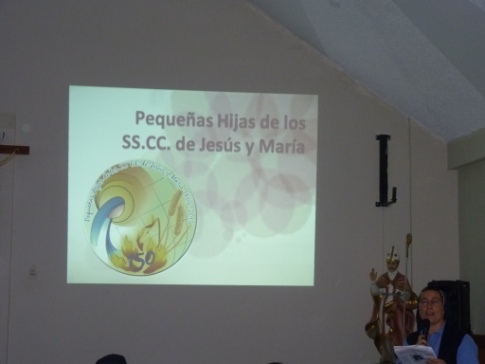 Pequeñas Hijas de los
SS.CC. de Jesús y María
150